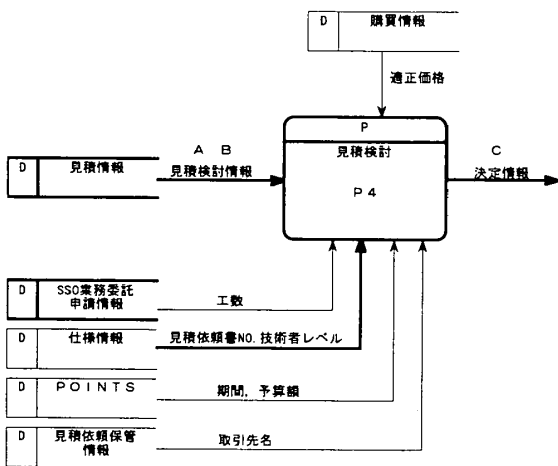 D 購買情報
適正価格
P
見積検討
P4
A B
見積検討情報
C
決定情報
D 見積情報
D SSO業務委託
申請情報
工数
D 仕様情報
見積依頼書NO.技術者レベル
D POINTS
期間,予算額
D 見積依頼保管
情報
取引先名